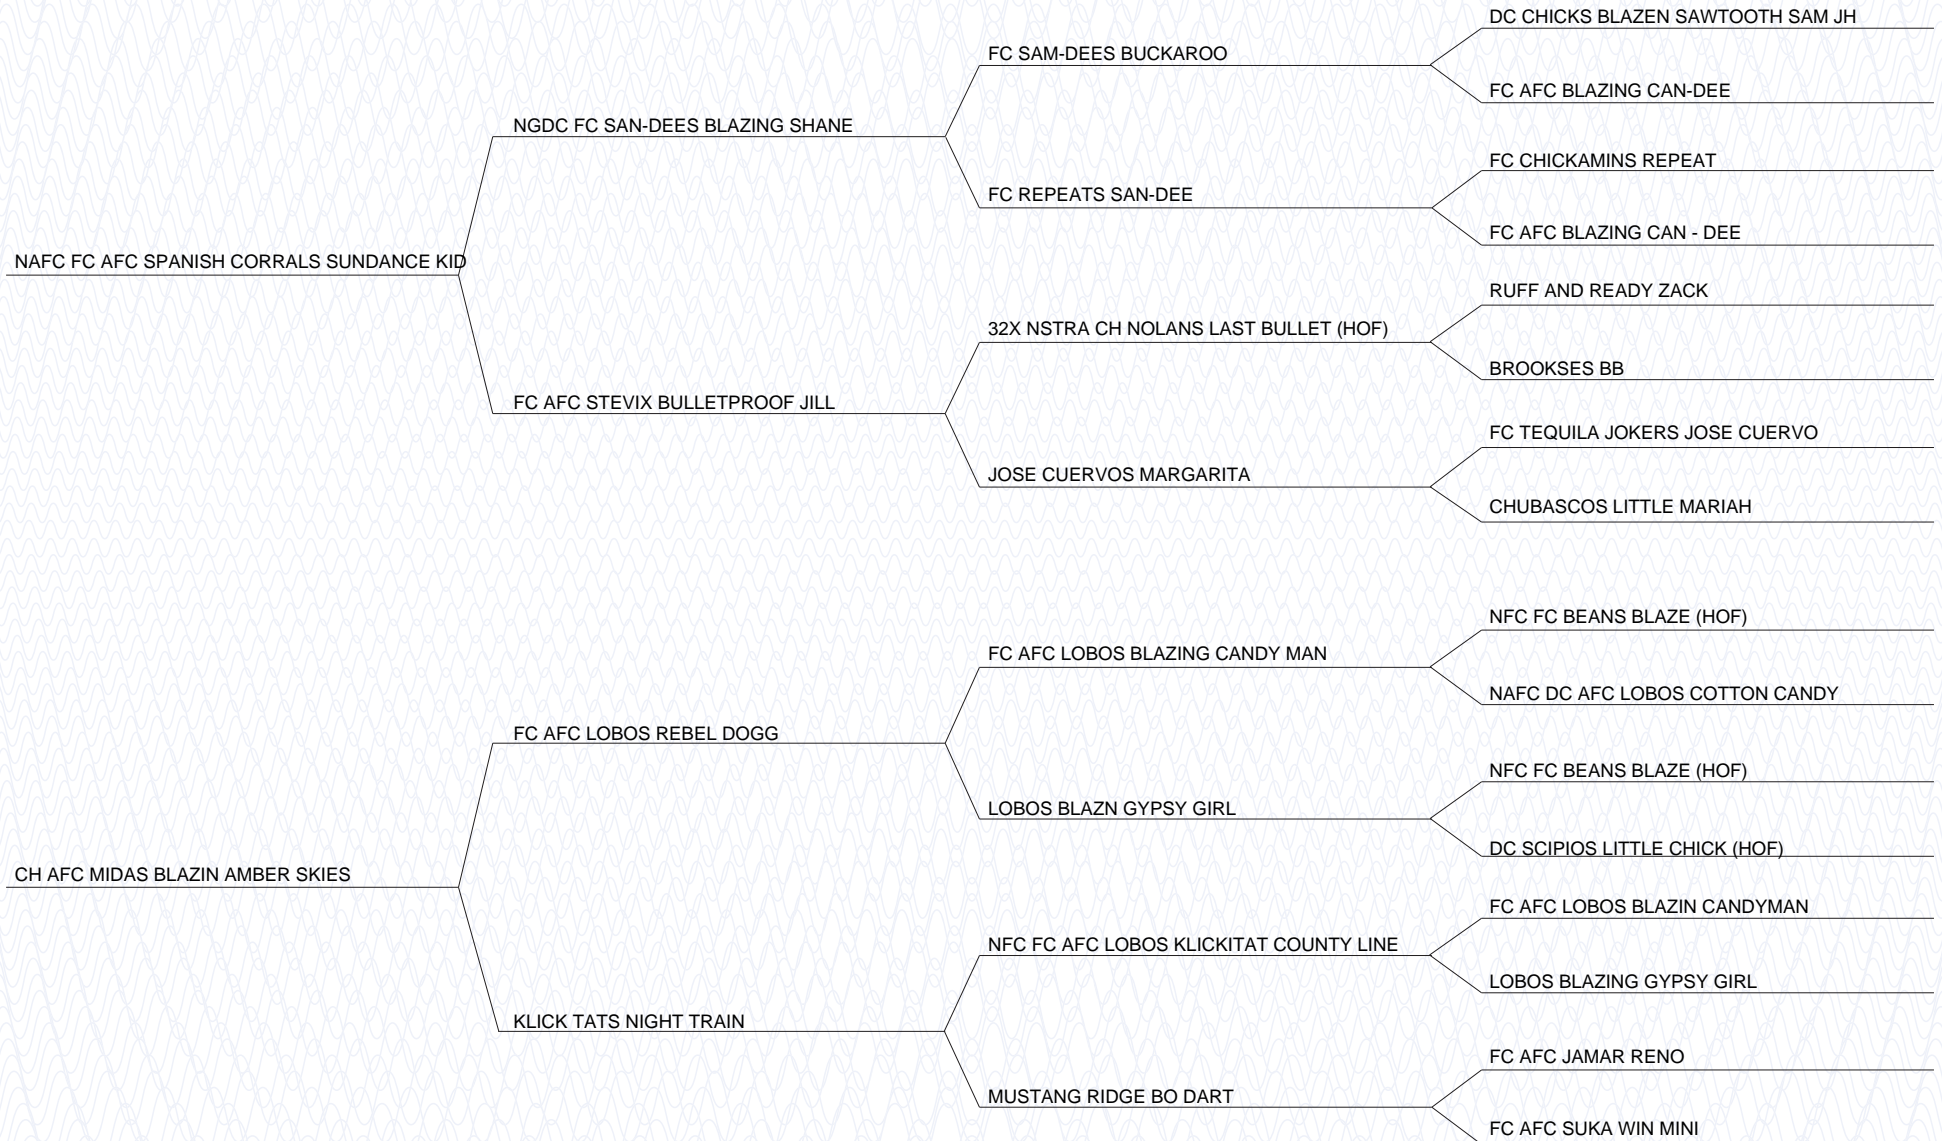 DC CHICKS BLAZEN SAWTOOTH SAM JH
FC SAM-DEES BUCKAROO
FC AFC BLAZING CAN-DEE
NGDC FC SAN-DEES BLAZING SHANE
FC CHICKAMINS REPEAT
FC REPEATS SAN-DEE
FC AFC BLAZING CAN - DEE
NAFC FC AFC SPANISH CORRALS SUNDANCE KID
RUFF AND READY ZACK
32X NSTRA CH NOLANS LAST BULLET (HOF)
BROOKSES BB
FC AFC STEVIX BULLETPROOF JILL
FC TEQUILA JOKERS JOSE CUERVO
JOSE CUERVOS MARGARITA
CHUBASCOS LITTLE MARIAH
NFC FC BEANS BLAZE (HOF)
FC AFC LOBOS BLAZING CANDY MAN
NAFC DC AFC LOBOS COTTON CANDY
FC AFC LOBOS REBEL DOGG
NFC FC BEANS BLAZE (HOF)
LOBOS BLAZN GYPSY GIRL
DC SCIPIOS LITTLE CHICK (HOF)
CH AFC MIDAS BLAZIN AMBER SKIES
FC AFC LOBOS BLAZIN CANDYMAN
NFC FC AFC LOBOS KLICKITAT COUNTY LINE
LOBOS BLAZING GYPSY GIRL
KLICK TATS NIGHT TRAIN
FC AFC JAMAR RENO
MUSTANG RIDGE BO DART
FC AFC SUKA WIN MINI